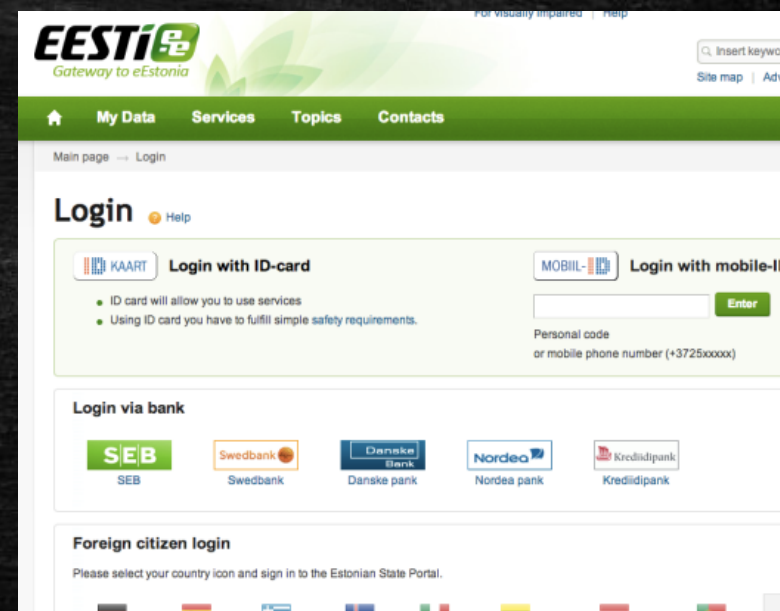 For visually impaired | Help
EESTi.ee
Gateway to eEstonia
Insert keywo
Site map | Adv
My Data Services Topics Contacts
Main page → Login
Login Help
KAART Login with ID-card
ID card will allow you to use services
Using ID card you have to fulfill simple safety requirements.
MOBIIL- Login with mobile-I
Enter
Personal code
or mobile phone number (+3725xxxxx)
Login via bank
SEB Swedbank Danske Bank Nordea Krediidipank
SEB Swedbank Danske pank Nordea pank Krediidipank
Foreign citizen login
Please select your country icon and sign in to the Estonian State Portal.